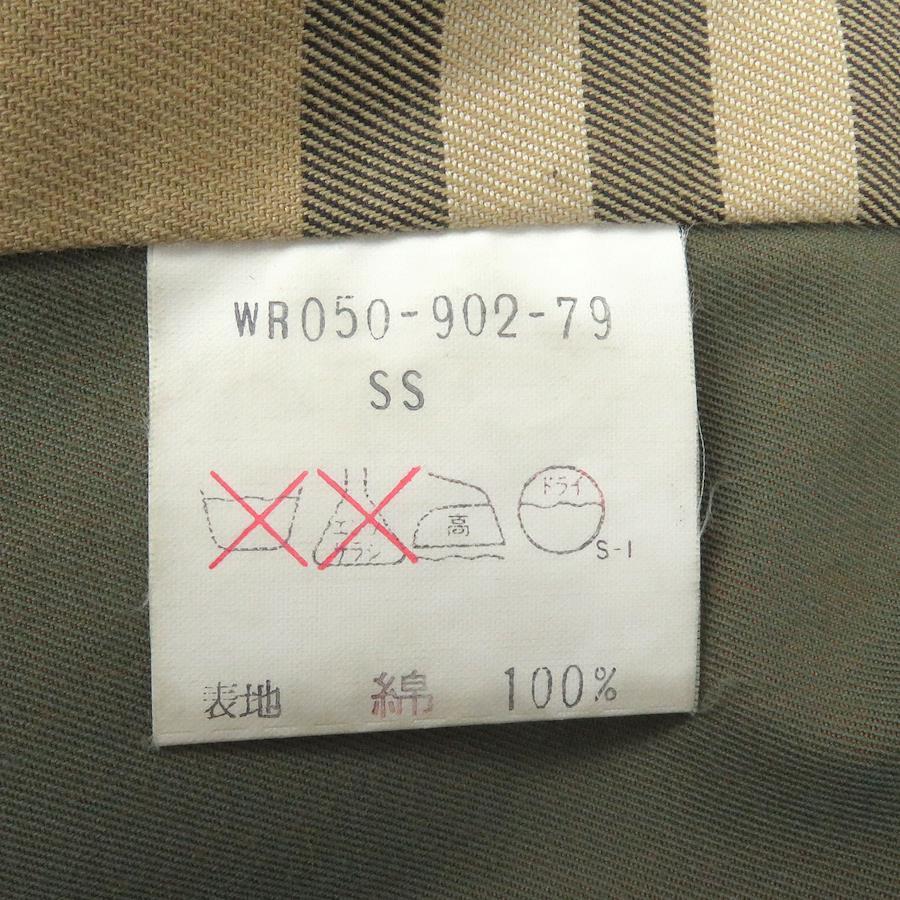 WR050-902-79
SS
エンソ サラシ 高 ドライ
S-1
表地 綿 100%